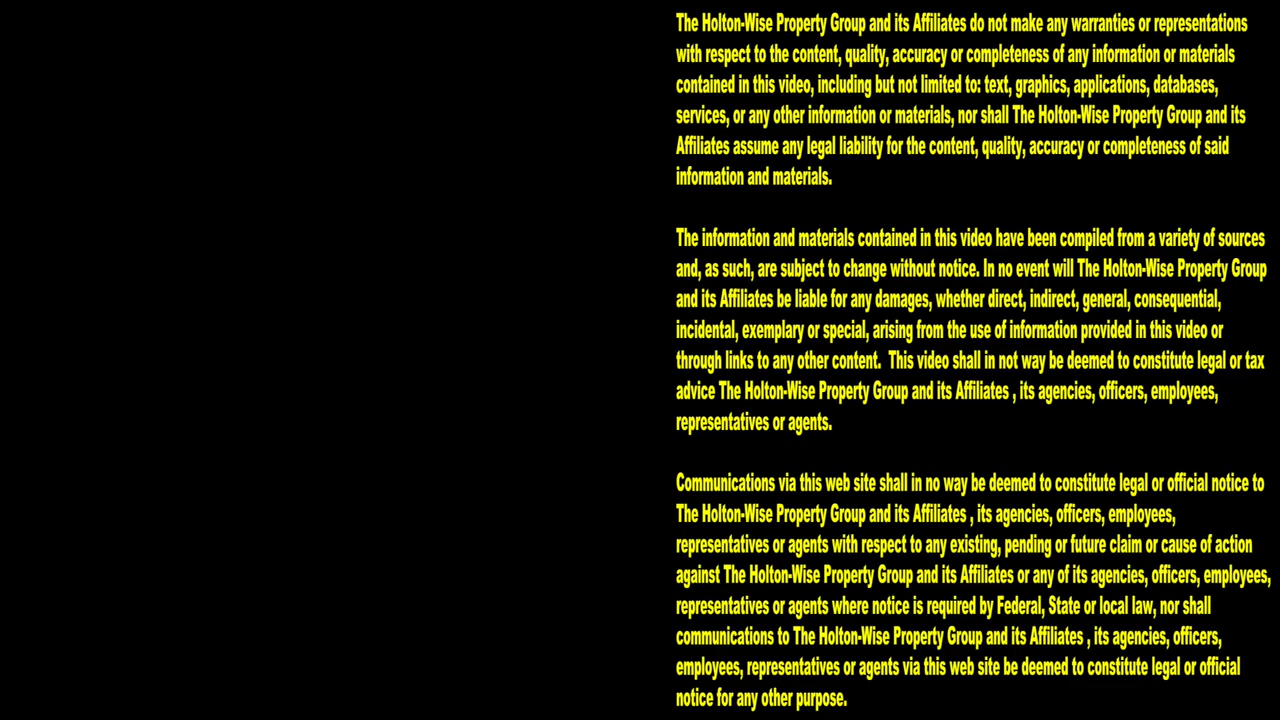 The Holton-Wise Property Group and its Affiliates do not make any warranties or representations
with respect to the content, quality, accuracy or completeness of any information or materials
contained in this video, including but not limited to: text, graphics, applications, databases,
services, or any other information or materials, nor shall The Holton-Wise Property Group and its
Affiliates assume any legal liability for the content, quality, accuracy or completeness of said
information and materials.
The information and materials contained in this video have been compiled from a variety of sources
and, as such, are subject to change without notice. In no event will The Holton-Wise Property Group
and its Affiliates be liable for any damages, whether direct, indirect, general, consequential,
incidental, exemplary or special, arising from the use of information provided in this video or
through links to any other content.  This video shall in not way be deemed to constitute legal or tax
advice The Holton-Wise Property Group and its Affiliates , its agencies, officers, employees,
representatives or agents.
Communications via this web site shall in no way be deemed to constitute legal or official notice to
The Holton-Wise Property Group and its Affiliates , its agencies, officers, employees,
representatives or agents with respect to any existing, pending or future claim or cause of action
against The Holton-Wise Property Group and its Affiliates or any of its agencies, officers, employees,
representatives or agents where notice is required by Federal, State or local law, nor shall
communications to The Holton-Wise Property Group and its Affiliates , its agencies, officers,
employees, representatives or agents via this web site be deemed to constitute legal or official
notice for any other purpose.